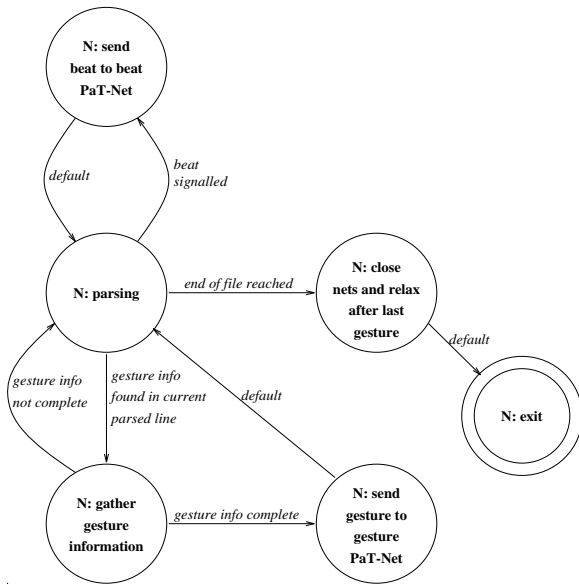 N: send
beat to beat
PaT-Net
default
beat
signalled
N: parsing
end of file reached
N: close
nets and relax
after last
gesture
default
N: exit
gesture info
not complete
gesture info
found in current
parsed line
default
N: gather
gesture
information
gesture info complete
N: send
gesture to
gesture
PaT-Net